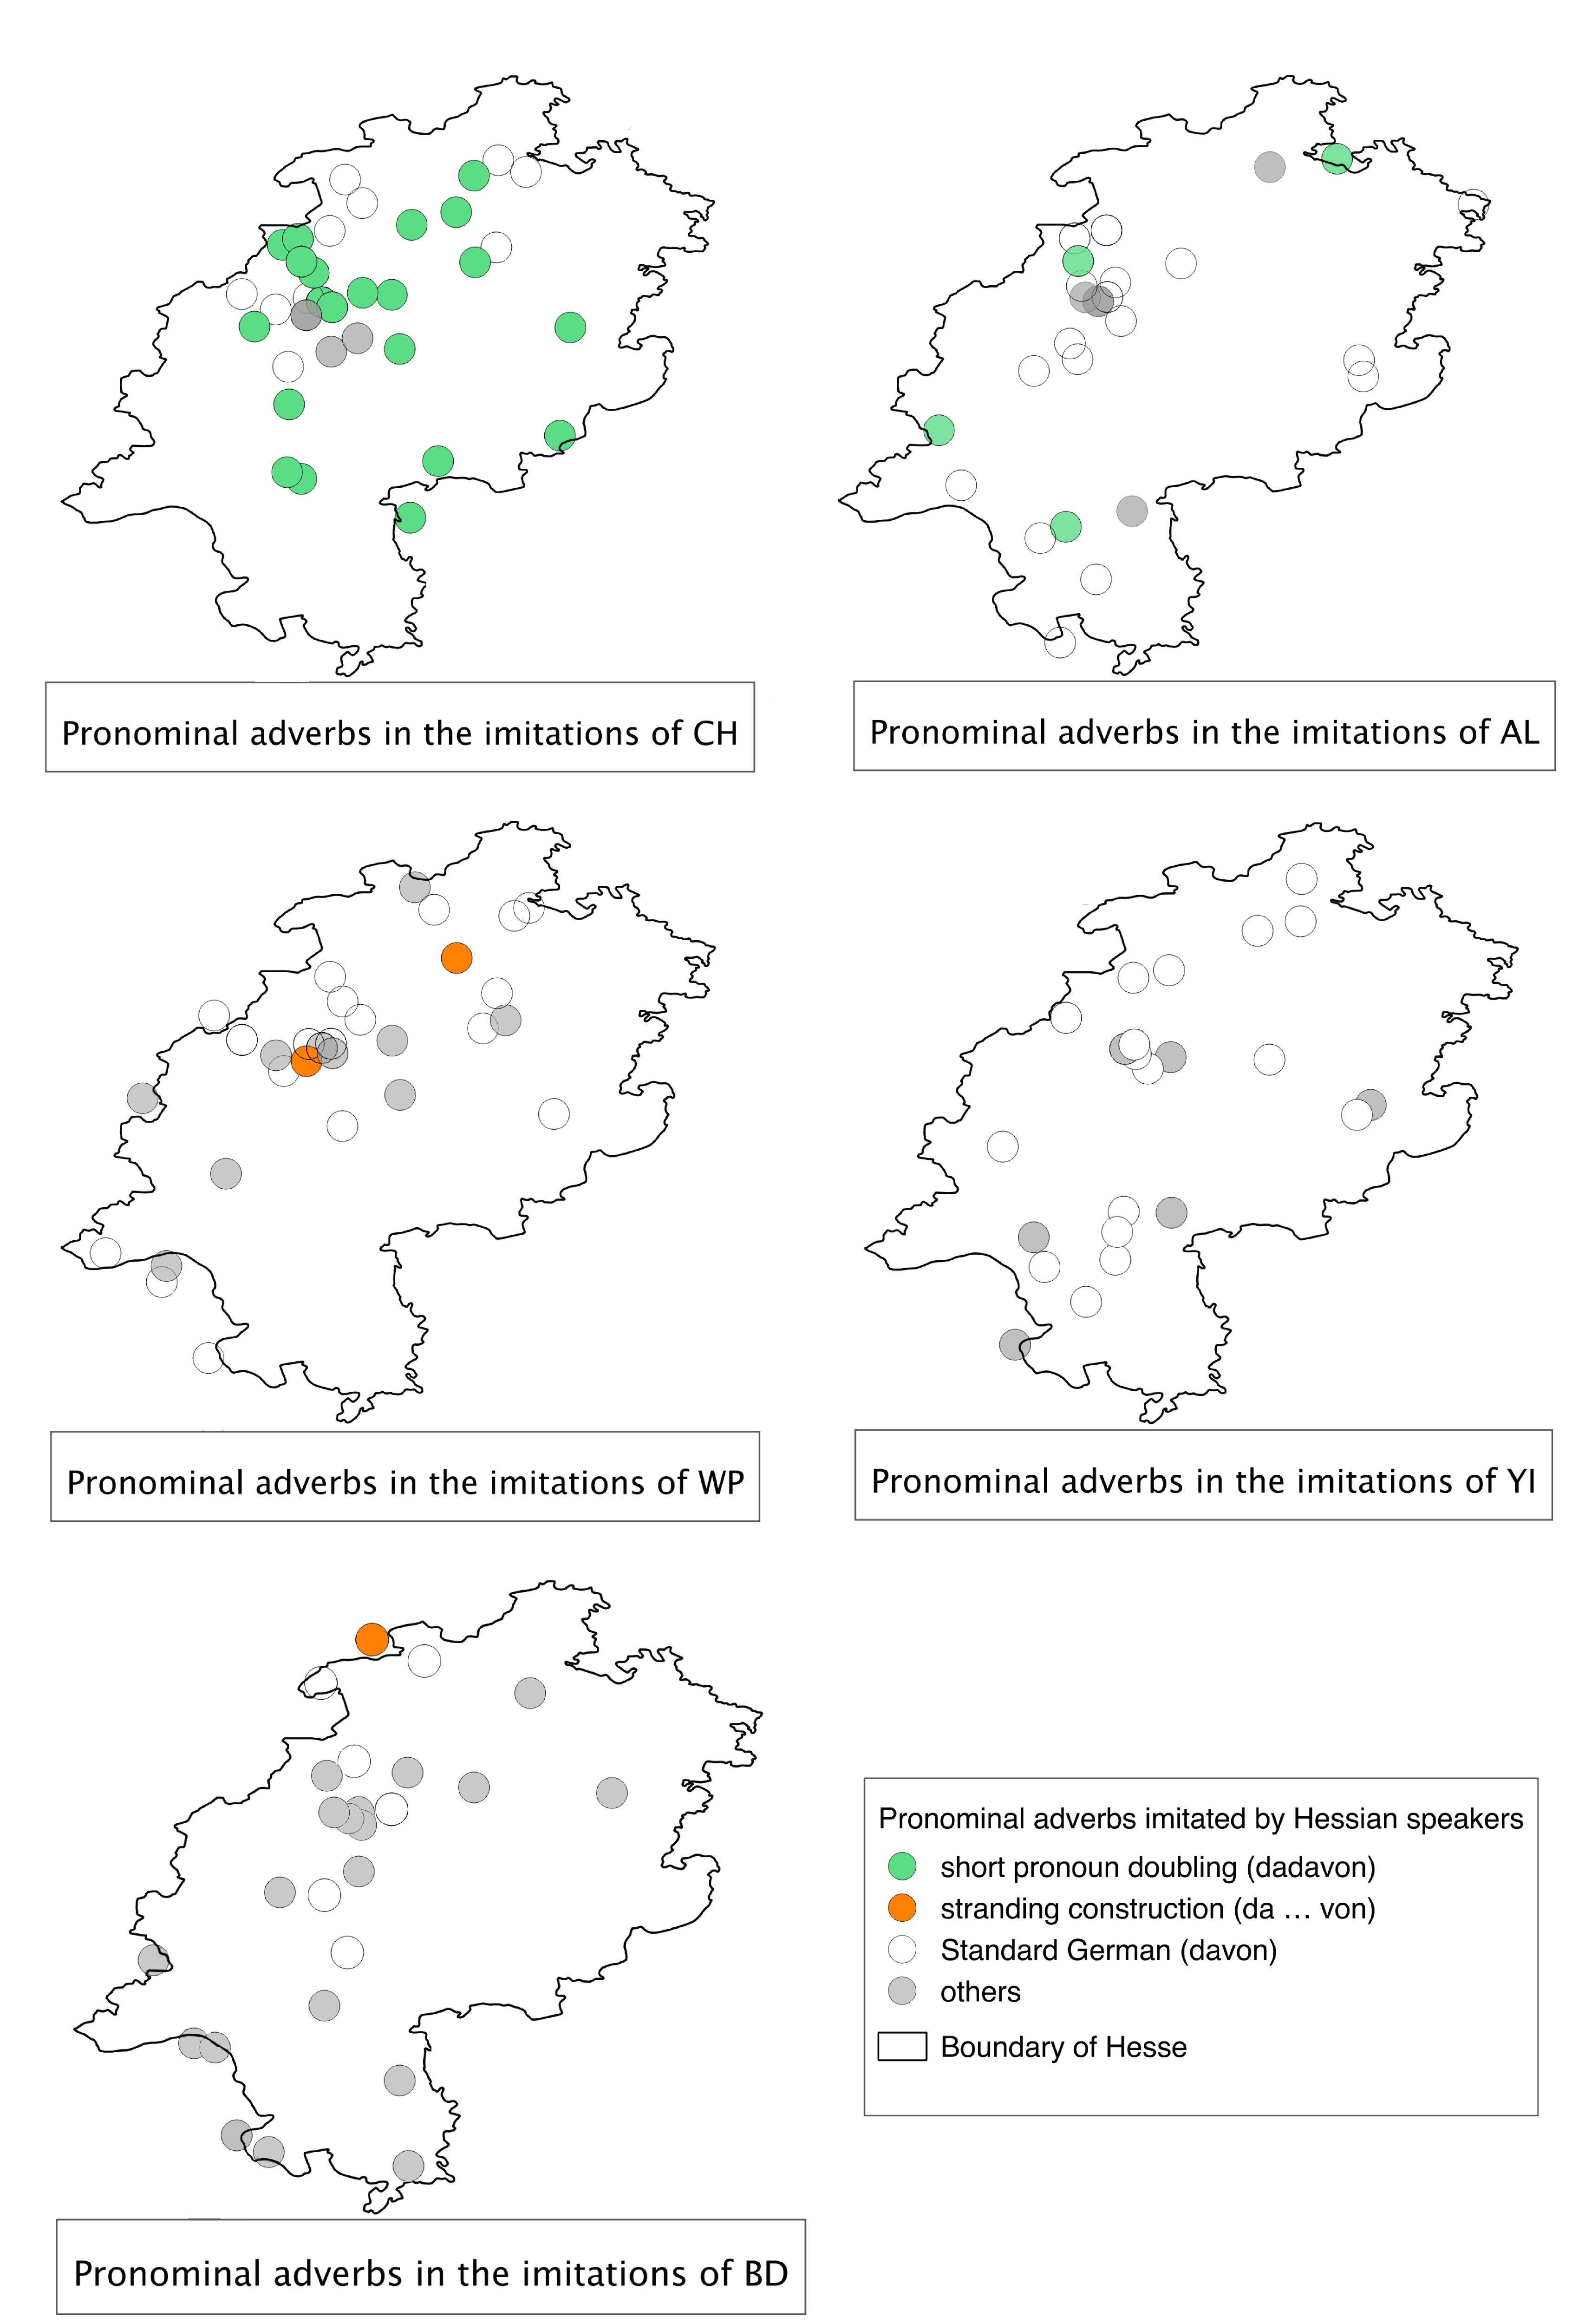 Pronominal adverbs in the imitations of CH
Pronominal adverbs in the imitations of AL
Pronominal adverbs in the imitations of WP
Pronominal adverbs in the imitations of YI
Pronominal adverbs in the imitations of BD
Pronominal adverbs imitated by Hessian speakers
short pronoun doubling (dadavon)
stranding construction (da … von)
Standard German (davon)
others
Boundary of Hesse